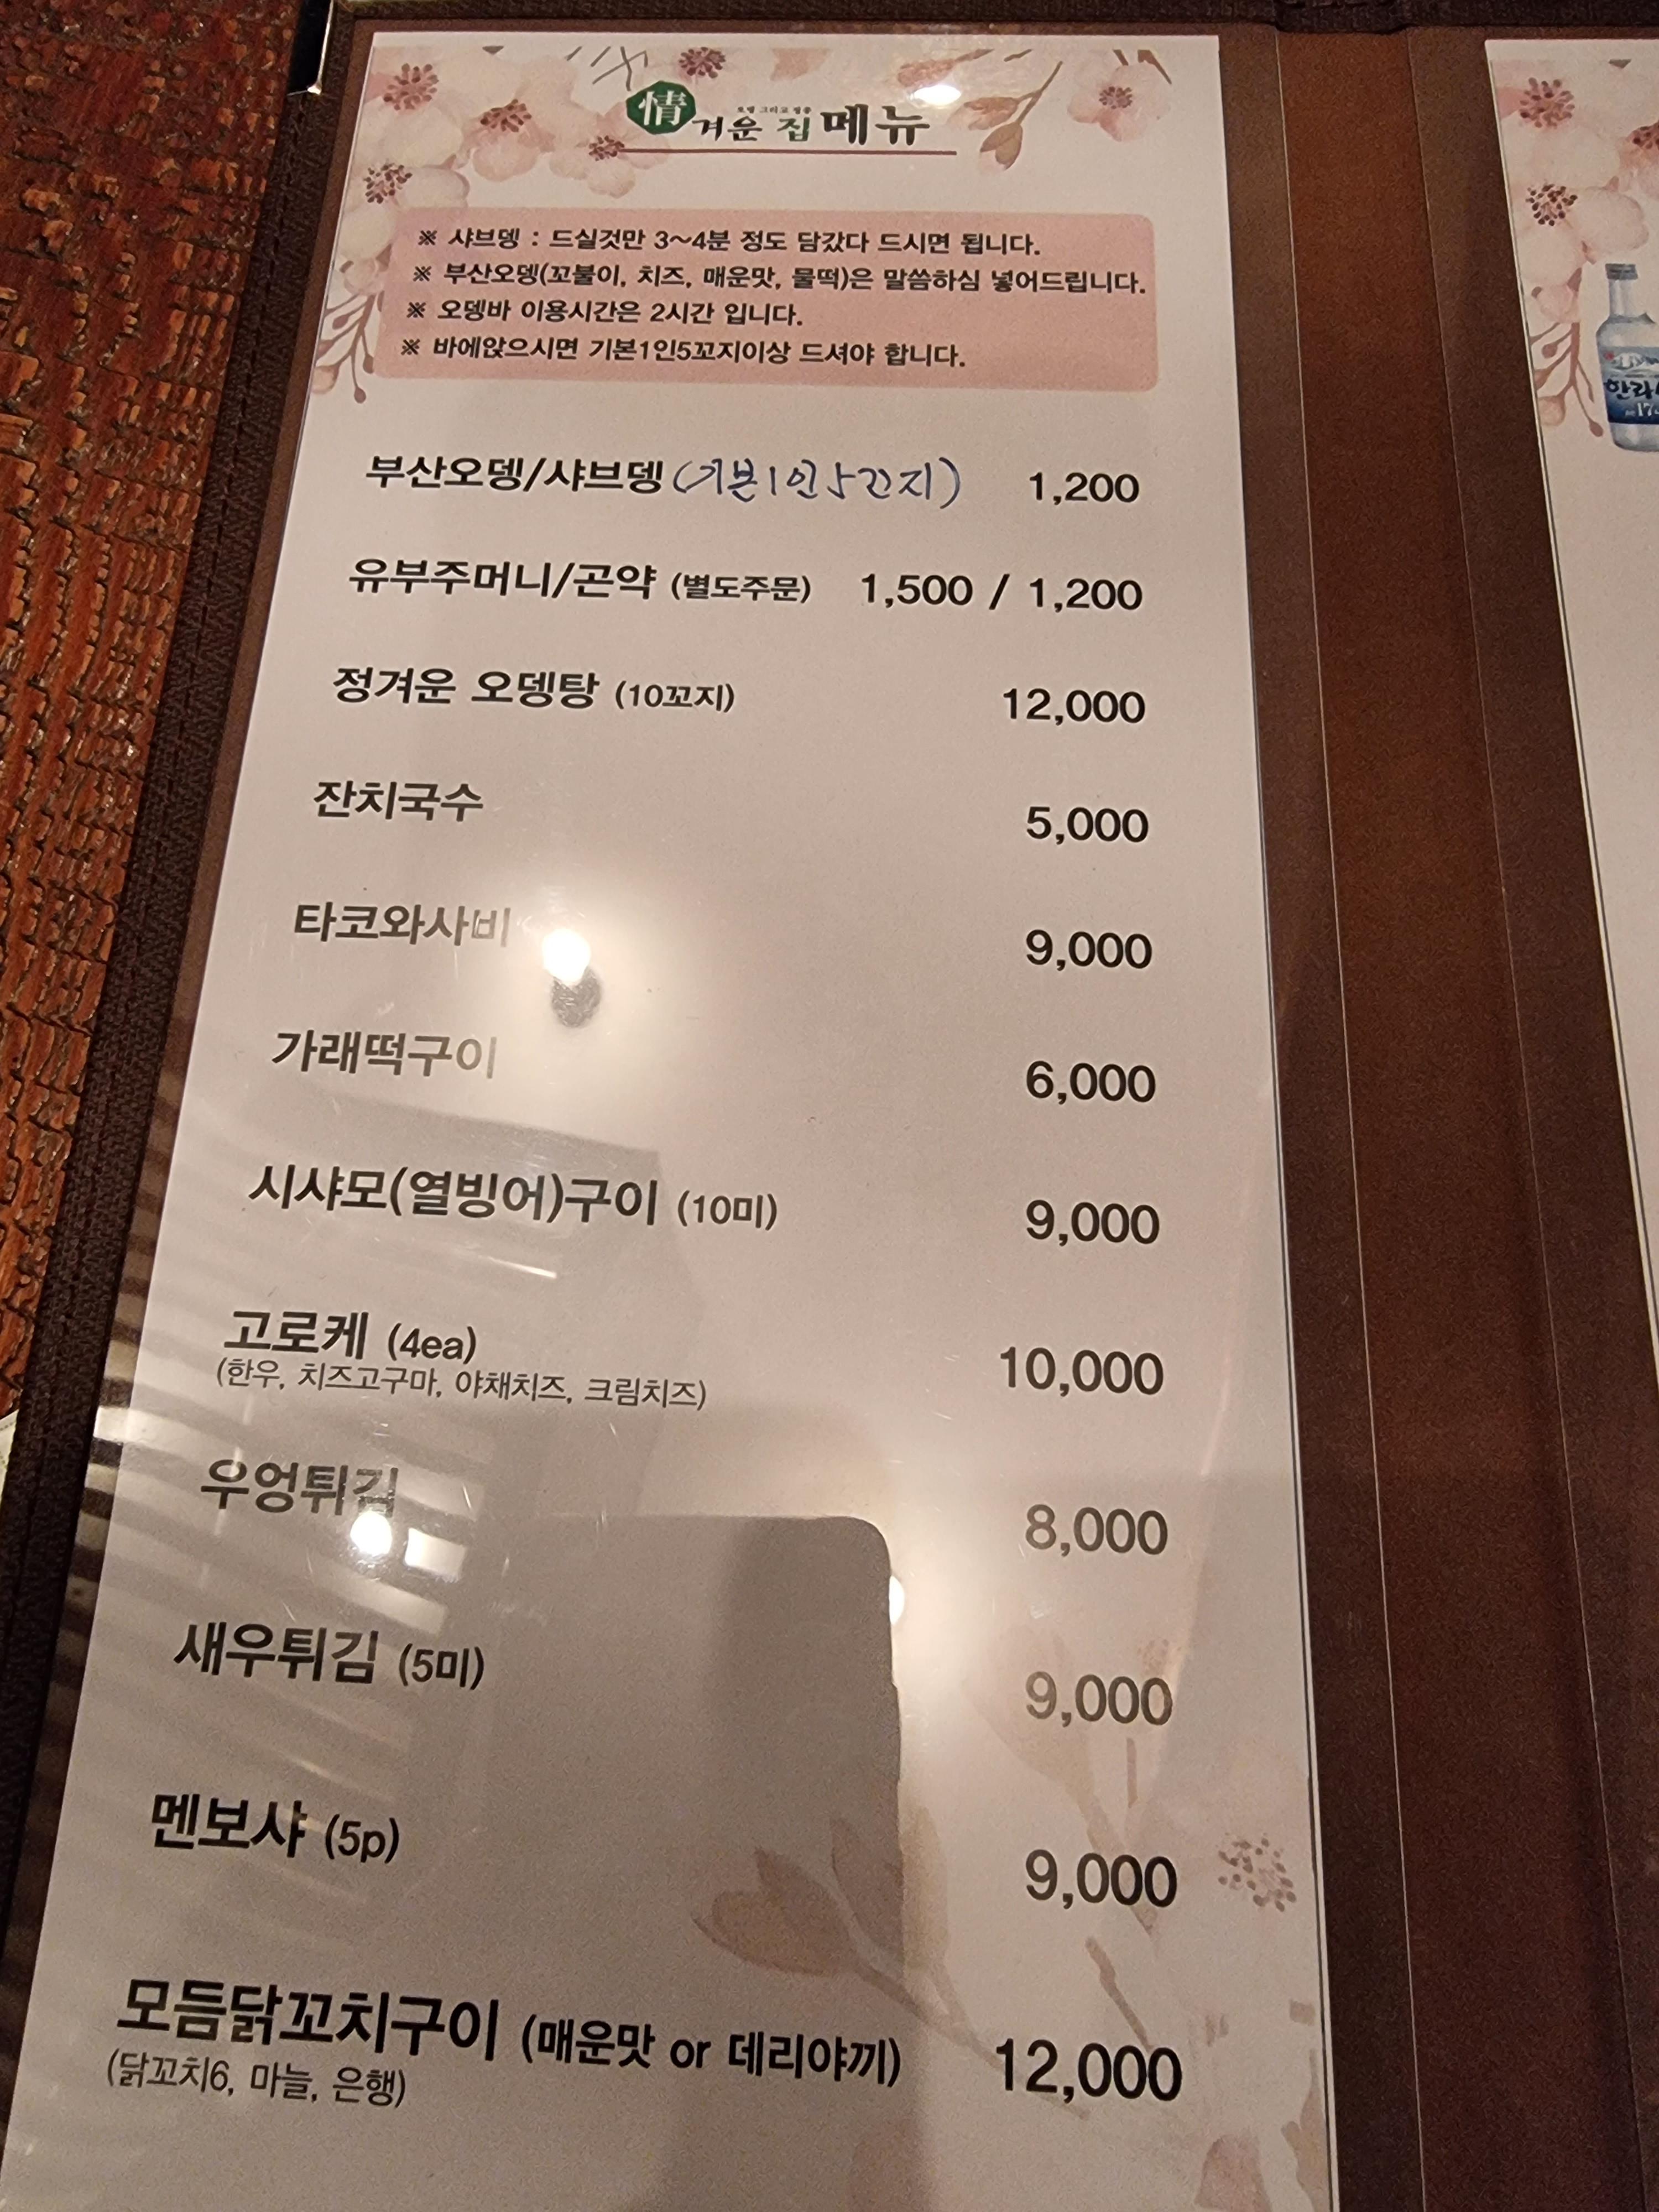 情겨운 집 메뉴
※ 샤브뎅 : 드실것만 3~4분 정도 담갔다 드시면 됩니다.
※ 부산오뎅(꼬불이, 치즈, 매운맛, 물떡)은 말씀하심 넣어드립니다.
※ 오뎅바 이용시간은 2시간 입니다.
※ 바에앉으시면 기본1인5꼬지이상 드셔야 합니다.
부산오뎅/샤브뎅 (기본1인5꼬지) 1,200
유부주머니/곤약 (별도주문) 1,500 / 1,200
정겨운 오뎅탕 (10꼬지) 12,000
잔치국수 5,000
타코와사비 9,000
가래떡구이 6,000
시샤모(열빙어)구이 (10미) 9,000
고로케 (4ea) 10,000
(한우, 치즈고구마, 야채치즈, 크림치즈)
우엉튀김 8,000
새우튀김 (5미) 9,000
멘보샤 (5p) 9,000
모듬닭꼬치구이 (매운맛 or 데리야끼) 12,000
(닭꼬치6, 마늘, 은행)